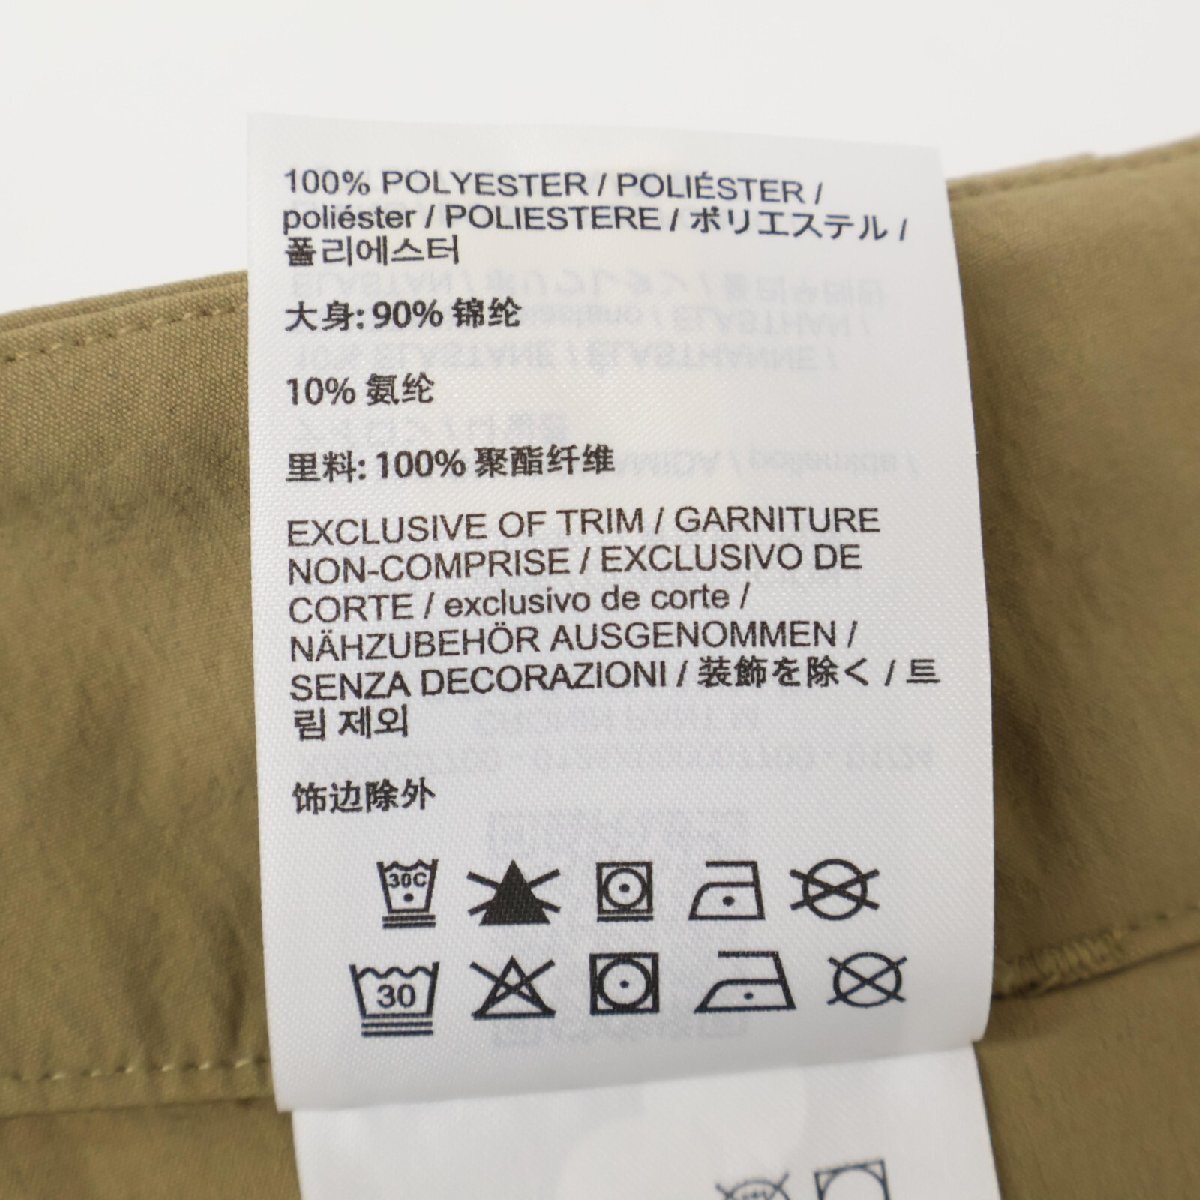 100% POLYESTER / POLIÉSTER /
poliéster / POLIESTERE / ポリエステル /
폴리에스터
大身: 90% 锦纶
10% 氨纶
里料: 100% 聚酯纤维
EXCLUSIVE OF TRIM / GARNITURE
NON-COMPRISE / EXCLUSIVO DE
CORTE / exclusivo de corte /
NÄHZUBEHÖR AUSGENOMMEN /
SENZA DECORAZIONI / 装飾を除く / 트
림 제외
饰边除外
30C
30